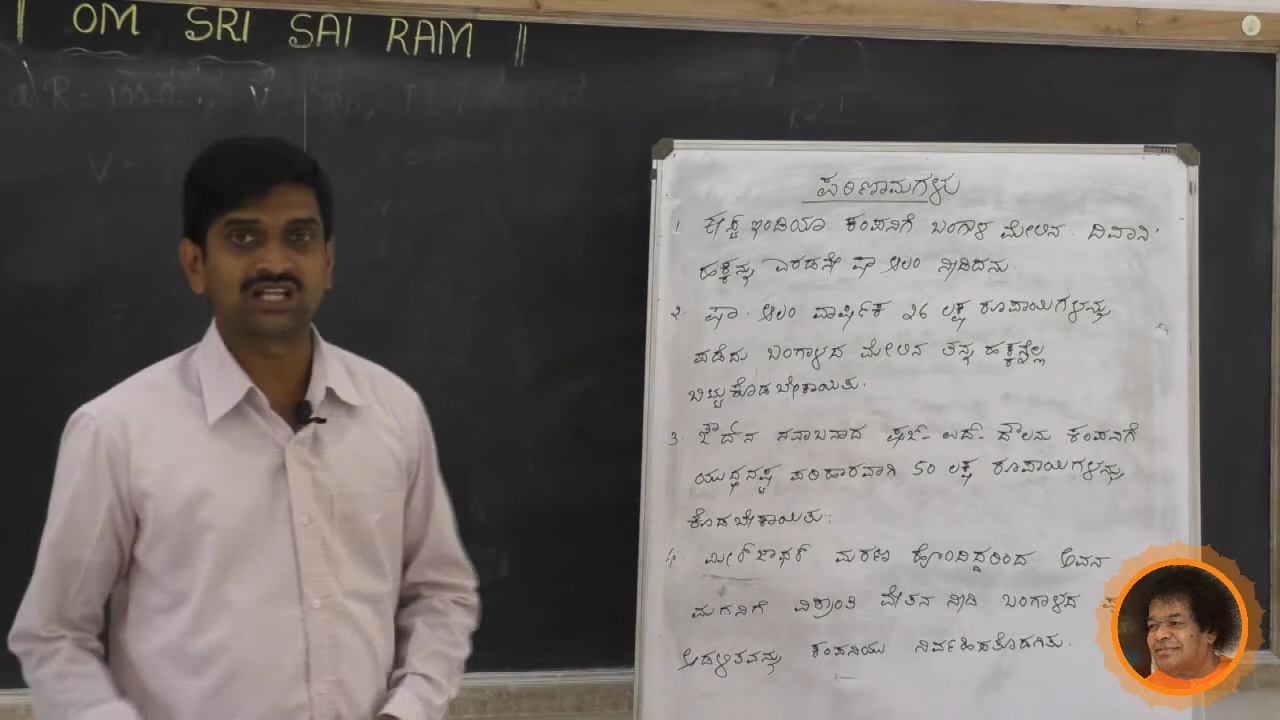 || OM SRI SAI RAM ||
ಪರಿಣಾಮಗಳು
1. ಈಸ್ಟ್ ಇಂಡಿಯಾ ಕಂಪನಿಗೆ ಬಂಗಾಳ ಮೇಲಿನ ದಿವಾನಿ
ಹಕ್ಕನ್ನು ಎರಡನೇ ಷಾ ಆಲಂ ನೀಡಿದನು.
2. ಷಾ ಆಲಂ ವಾರ್ಷಿಕ ೨೬ ಲಕ್ಷ ರೂಪಾಯಿಗಳನ್ನು
ಪಡೆದು ಬಂಗಾಳದ ಮೇಲಿನ ತನ್ನ ಹಕ್ಕನ್ನೆಲ್ಲ
ಬಿಟ್ಟುಕೊಡಬೇಕಾಯಿತು.
3. ಔದ್‌ನ ನವಾಬನಾದ ಷುಜ್-ಉದ್-ದೌಲನು ಕಂಪನಿಗೆ
ಯುದ್ಧನಷ್ಟ ಪರಿಹಾರವಾಗಿ 50 ಲಕ್ಷ ರೂಪಾಯಿಗಳನ್ನು
ಕೊಡಬೇಕಾಯಿತು.
4. ಮೀರ್‌ಜಾಫರ್ ಮರಣ ಹೊಂದಿದ್ದರಿಂದ ಅವನ
ಮಗನಿಗೆ ವಿಶ್ರಾಂತಿ ವೇತನ ನೀಡಿ ಬಂಗಾಳದ
ಆಡಳಿತವನ್ನು ಕಂಪನಿಯು ನಿರ್ವಹಿಸತೊಡಗಿತು.